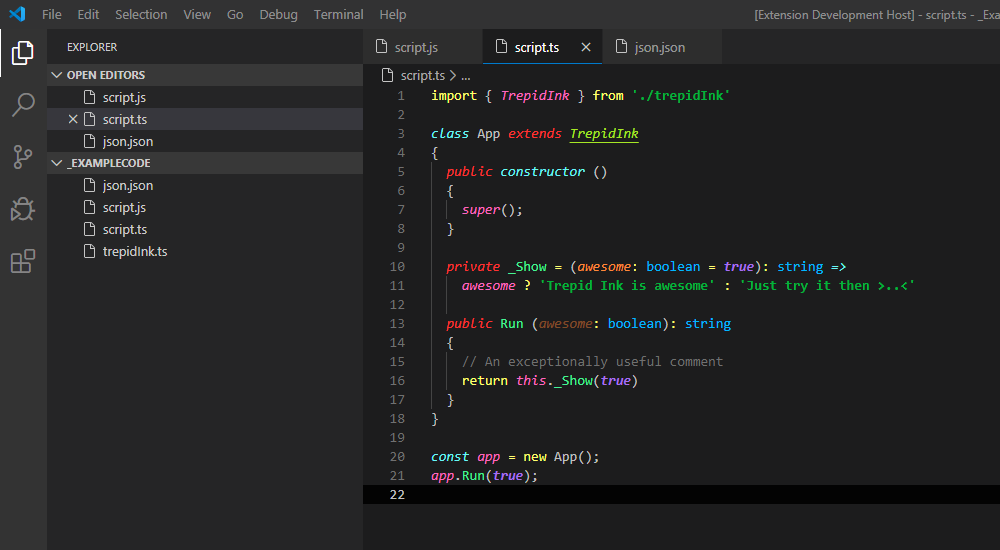 File Edit Selection View Go Debug Terminal Help [Extension Development Host] - script.ts - _Exa
EXPLORER
OPEN EDITORS
script.js
script.ts
json.json
_EXAMPLECODE
json.json
script.js
script.ts
trepidInk.ts
script.js script.ts json.json
script.ts > ...
1 import { TrepidInk } from './trepidInk'
2
3 class App extends TrepidInk
4 {
5 public constructor ()
6 {
7 super();
8 }
9
10 private _Show = (awesome: boolean = true): string =>
11 awesome ? 'Trepid Ink is awesome' : 'Just try it then >..<'
12
13 public Run (awesome: boolean): string
14 {
15 // An exceptionally useful comment
16 return this._Show(true)
17 }
18 }
19
20 const app = new App();
21 app.Run(true);
22